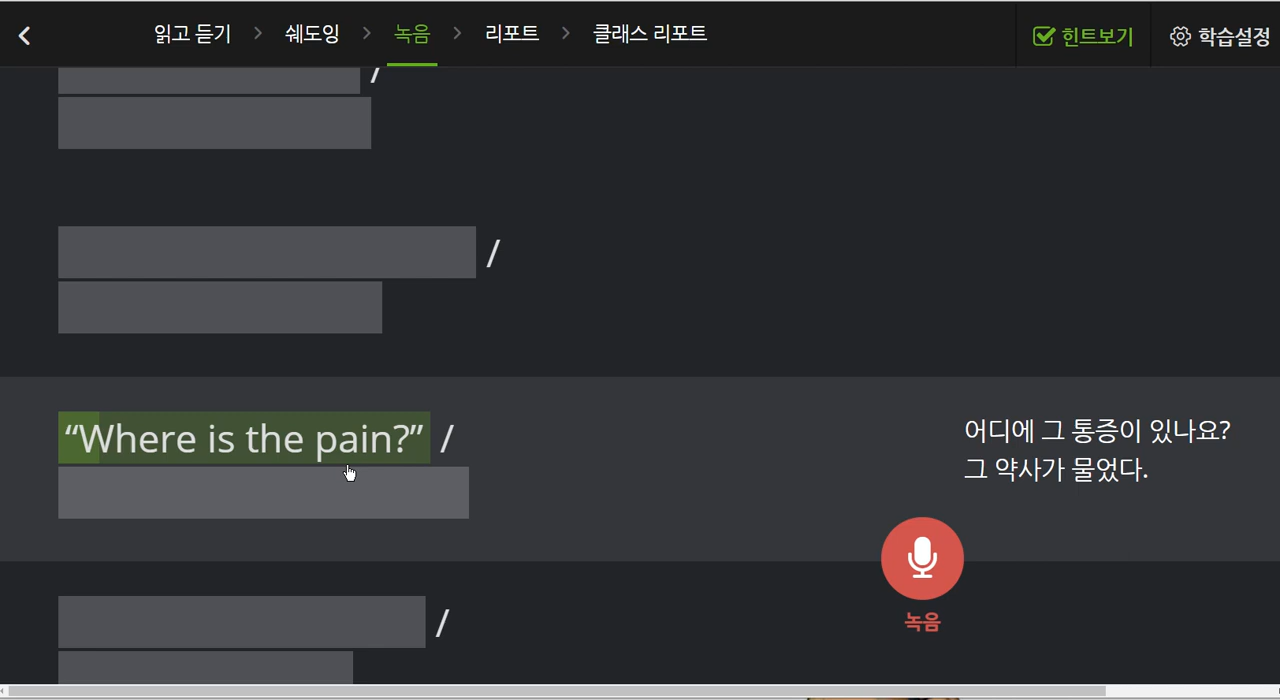 읽고 듣기 > 쉐도잉 > 녹음 > 리포트 > 클래스 리포트
힌트보기
학습설정
/
/
“Where is the pain?” /
어디에 그 통증이 있나요?
그 약사가 물었다.
녹음
/